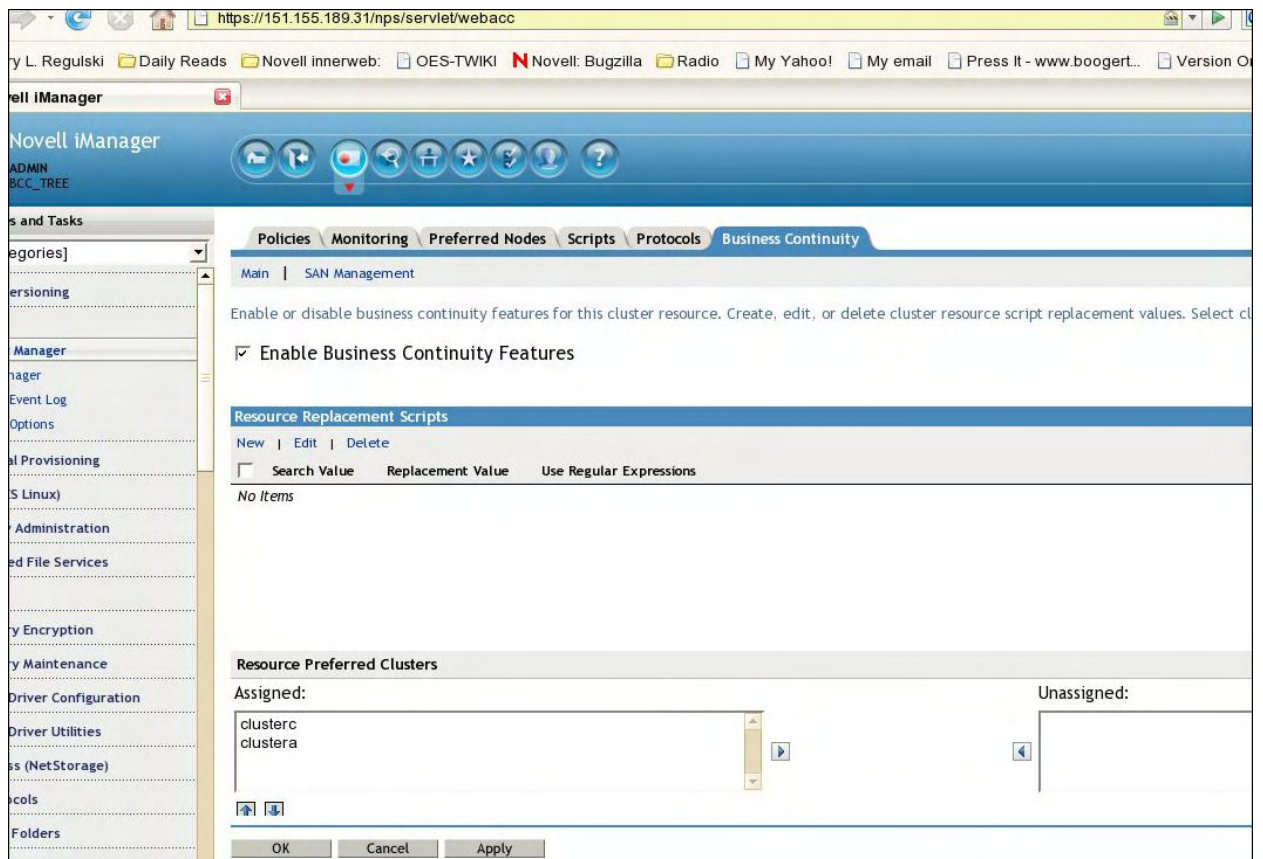 https://151.155.189.31/nps/servlet/webacc
ry L. Regulski Daily Reads Novell innerweb: OES-TWIKI Novell: Bugzilla Radio My Yahoo! My email Press It - www.boogert... Version O
vell iManager
Novell iManager
ADMIN
BCC_TREE
s and Tasks
egories]
ersioning
Manager
nager
Event Log
Options
al Provisioning
S Linux)
Administration
ed File Services
ry Encryption
ry Maintenance
Driver Configuration
Driver Utilities
ss (NetStorage)
ocols
Folders
Policies Monitoring Preferred Nodes Scripts Protocols Business Continuity
Main | SAN Management
Enable or disable business continuity features for this cluster resource. Create, edit, or delete cluster resource script replacement values. Select cl
Enable Business Continuity Features
Resource Replacement Scripts
New | Edit | Delete
Search Value Replacement Value Use Regular Expressions
No Items
Resource Preferred Clusters
Assigned: Unassigned:
clusterc
clustera
OK Cancel Apply